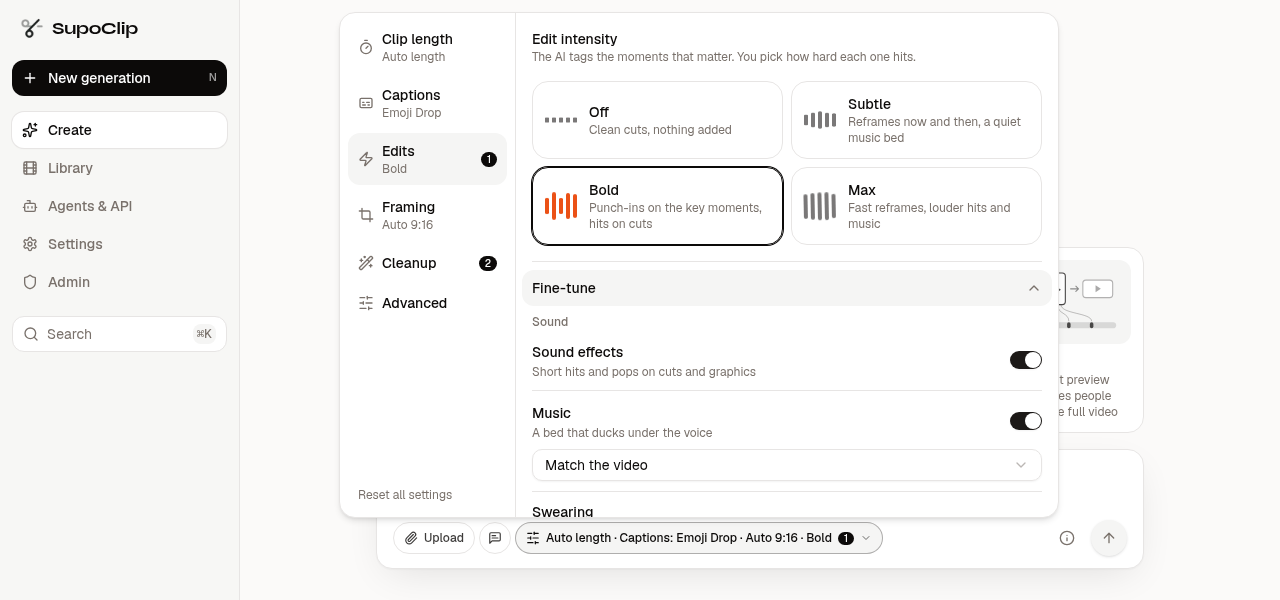 SupoClip
New generation N
Create
Library
Agents & API
Settings
Admin
Search ⌘K
Clip length
Auto length
Captions
Emoji Drop
Edits
Bold
1
Framing
Auto 9:16
Cleanup
2
Advanced
Reset all settings
Edit intensity
The AI tags the moments that matter. You pick how hard each one hits.
Off
Clean cuts, nothing added
Subtle
Reframes now and then, a quiet
music bed
Bold
Punch-ins on the key moments,
hits on cuts
Max
Fast reframes, louder hits and
music
Fine-tune
Sound
Sound effects
Short hits and pops on cuts and graphics
Music
A bed that ducks under the voice
Match the video
Swearing
preview
people
full video
Upload
Auto length · Captions: Emoji Drop · Auto 9:16 · Bold 1